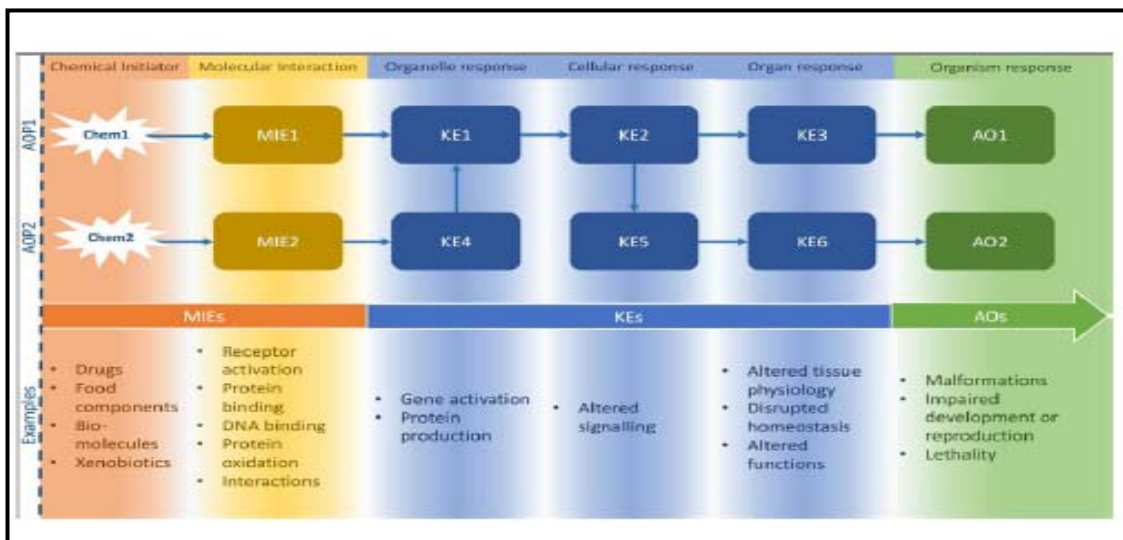 Chemical Initiator
Molecular Interaction
Organelle response
Cellular response
Organ response
Organism response
AOP1
Chem1
MIE1
KE1
KE2
KE3
AO1
AOP2
Chem2
MIE2
KE4
KE5
KE6
AO2
MIEs
KEs
AOs
Examples
• Drugs
• Food
components
• Bio-
molecules
• Xenobiotics
• Receptor
activation
• Protein
binding
• DNA binding
• Protein
oxidation
• Interactions
• Gene activation
• Protein
production
• Altered
signalling
• Altered tissue
physiology
• Disrupted
homeostasis
• Altered
functions
• Malformations
• Impaired
development or
reproduction
• Lethality